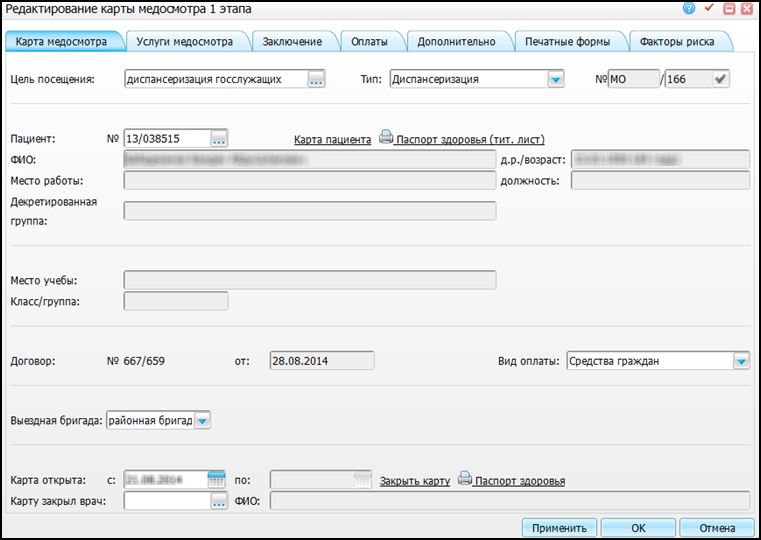 Редактирование карты медосмотра 1 этапа
Карта медосмотра Услуги медосмотра Заключение Оплаты Дополнительно Печатные формы Факторы риска
Цель посещения: диспансеризация госслужащих ... Тип: Диспансеризация № МО / 166
Пациент: № 13/038515 ... Карта пациента Паспорт здоровья (тит. лист)
ФИО: д.р./возраст:
Место работы: должность:
Декретированная
группа:
Место учебы:
Класс/группа:
Договор: № 667/659 от: 28.08.2014 Вид оплаты: Средства граждан
Выездная бригада: районная бригад
Карта открыта: с: 21.08.2014 по: Закрыть карту Паспорт здоровья
Карту закрыл врач: ... ФИО:
Применить OK Отмена